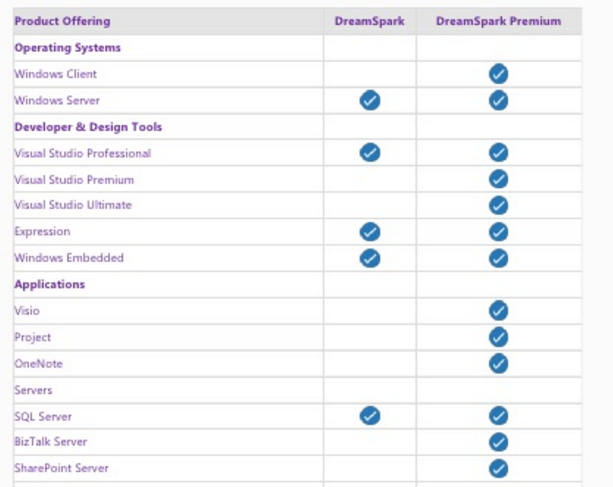 Product Offering DreamSpark DreamSpark Premium
Operating Systems
Windows Client
Windows Server
Developer & Design Tools
Visual Studio Professional
Visual Studio Premium
Visual Studio Ultimate
Expression
Windows Embedded
Applications
Visio
Project
OneNote
Servers
SQL Server
BizTalk Server
SharePoint Server